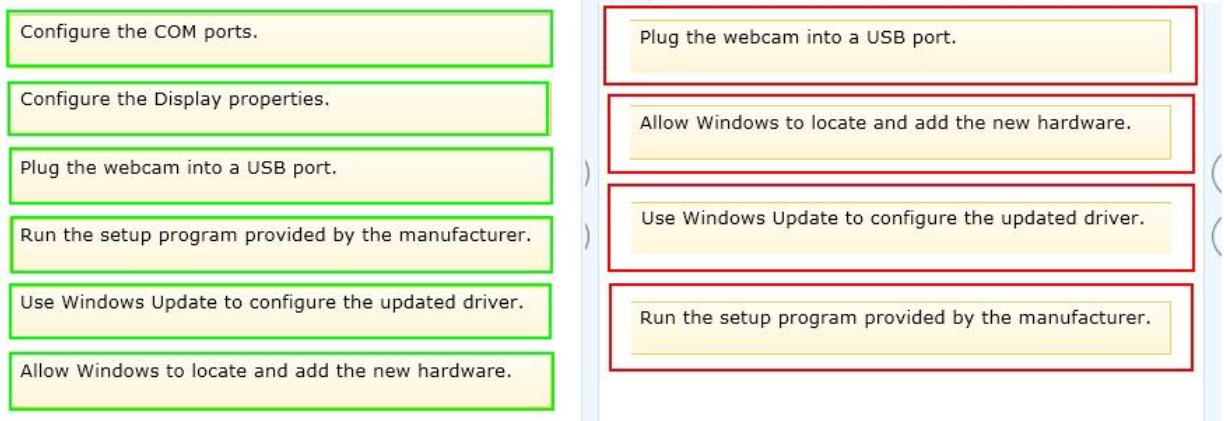 Configure the COM ports.
Configure the Display properties.
Plug the webcam into a USB port.
Run the setup program provided by the manufacturer.
Use Windows Update to configure the updated driver.
Allow Windows to locate and add the new hardware.
Plug the webcam into a USB port.
Allow Windows to locate and add the new hardware.
Use Windows Update to configure the updated driver.
Run the setup program provided by the manufacturer.